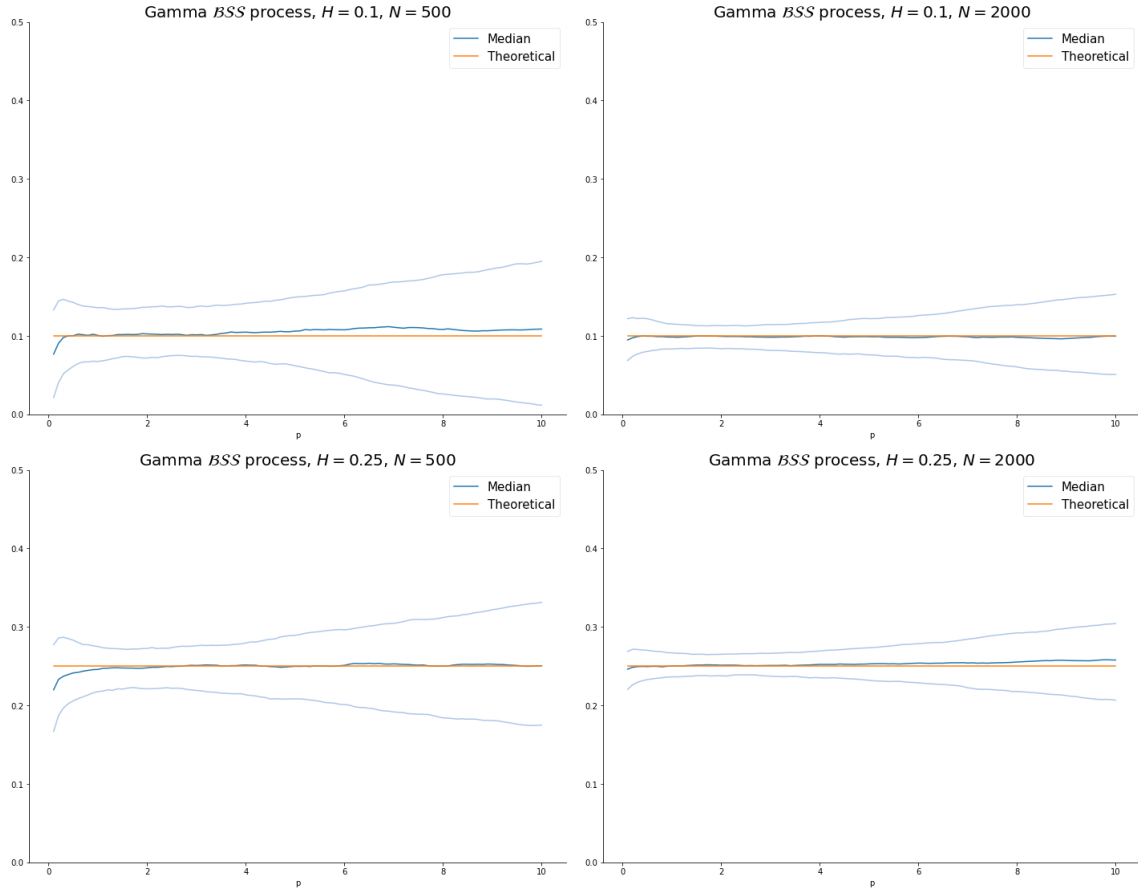 Gamma BSS process, H = 0.1, N = 500
Median
Theoretical
0.5
0.4
0.3
0.2
0.1
0.0
0 2 4 6 8 10
p
Gamma BSS process, H = 0.1, N = 2000
Median
Theoretical
0.5
0.4
0.3
0.2
0.1
0.0
0 2 4 6 8 10
p
Gamma BSS process, H = 0.25, N = 500
Median
Theoretical
0.5
0.4
0.3
0.2
0.1
0.0
0 2 4 6 8 10
p
Gamma BSS process, H = 0.25, N = 2000
Median
Theoretical
0.5
0.4
0.3
0.2
0.1
0.0
0 2 4 6 8 10
p